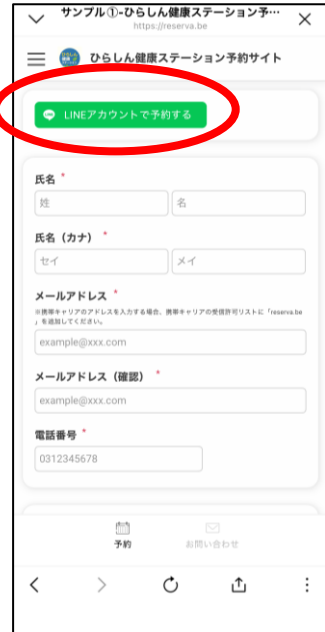 サンプル①-ひらしん健康ステーション予…
https://reserva.be
ひらしん健康ステーション予約サイト
LINEアカウントで予約する
氏名 *
姓 名
氏名（カナ） *
セイ メイ
メールアドレス *
※携帯キャリアのアドレスを入力する場合、携帯キャリアの受信許可リストに「reserva.be
」を追加してください。
example@xxx.com
メールアドレス（確認） *
example@xxx.com
電話番号 *
0312345678
予約 お問い合わせ